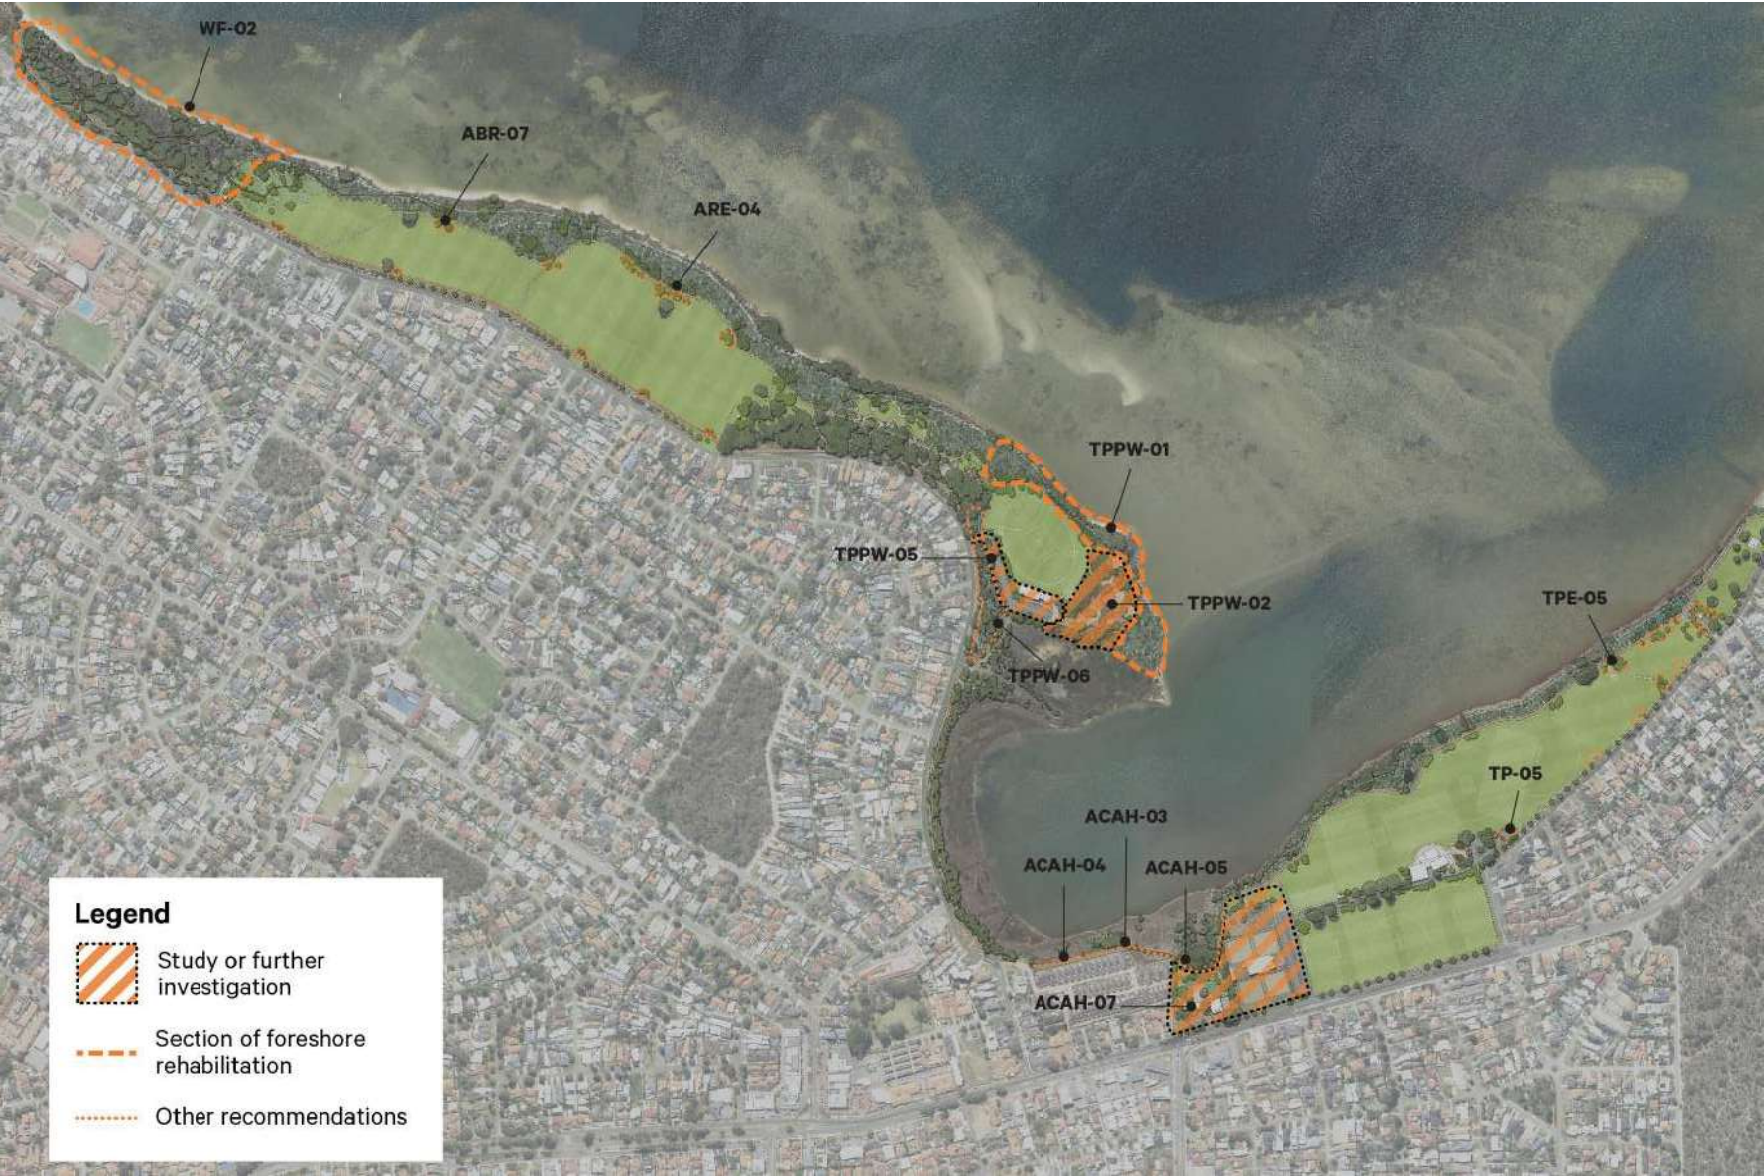 WF-02
ABR-07
ARE-04
TPPW-01
TPPW-05
TPPW-02
TPE-05
TPPW-06
TP-05
ACAH-03
ACAH-04
ACAH-05
ACAH-07
Legend
Study or further
investigation
Section of foreshore
rehabilitation
Other recommendations